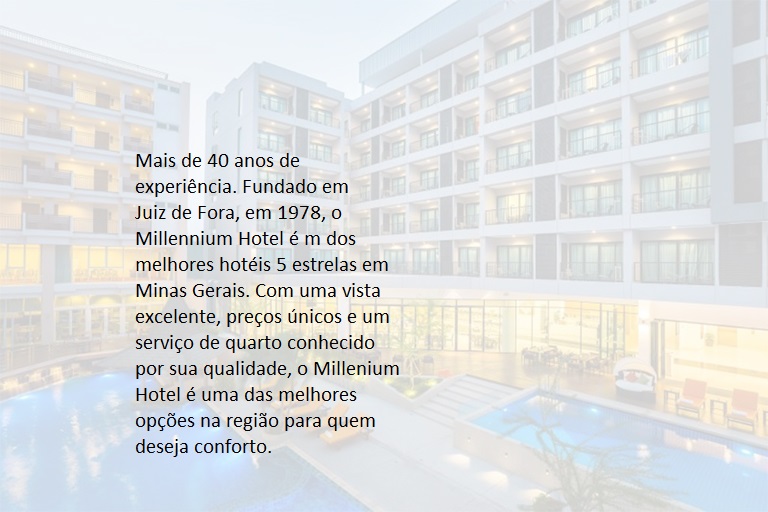 Mais de 40 anos de
experiência. Fundado em
Juiz de Fora, em 1978, o
Millennium Hotel é m dos
melhores hotéis 5 estrelas em
Minas Gerais. Com uma vista
excelente, preços únicos e um
serviço de quarto conhecido
por sua qualidade, o Millenium
Hotel é uma das melhores
opções na região para quem
deseja conforto.